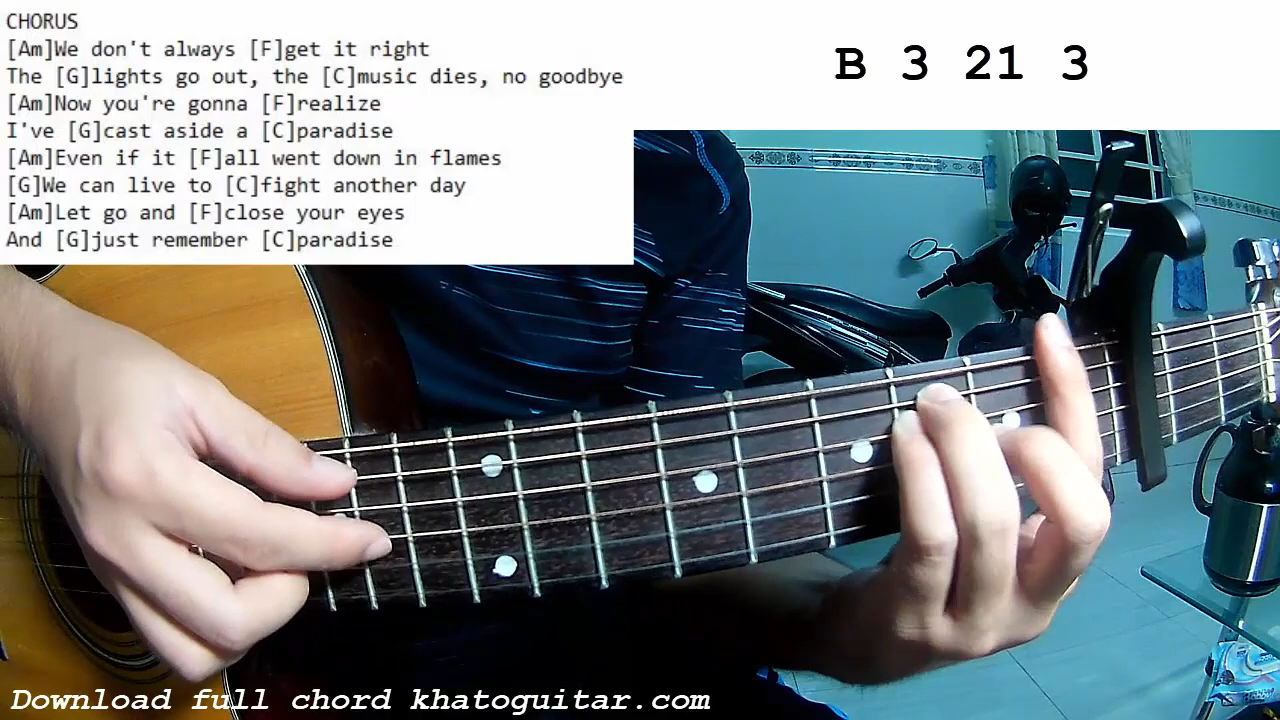 CHORUS
[Am]We don't always [F]get it right
The [G]lights go out, the [C]music dies, no goodbye
[Am]Now you're gonna [F]realize
I've [G]cast aside a [C]paradise
[Am]Even if it [F]all went down in flames
[G]We can live to [C]fight another day
[Am]Let go and [F]close your eyes
And [G]just remember [C]paradise
B 3 21 3
Download full chord khatoguitar.com